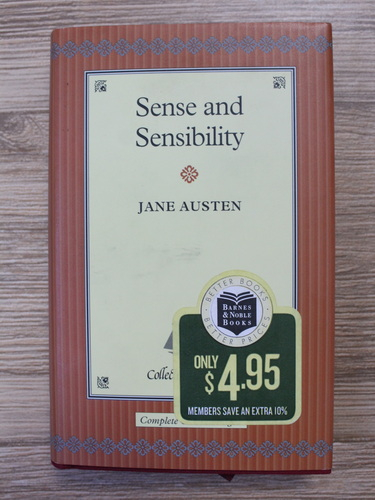 Sense and
Sensibility
JANE AUSTEN
BETTER BOOKS
BARNES
& NOBLE
BOOKS
BETTER PRICES
ONLY
$4.95
MEMBERS SAVE AN EXTRA 10%
Complete